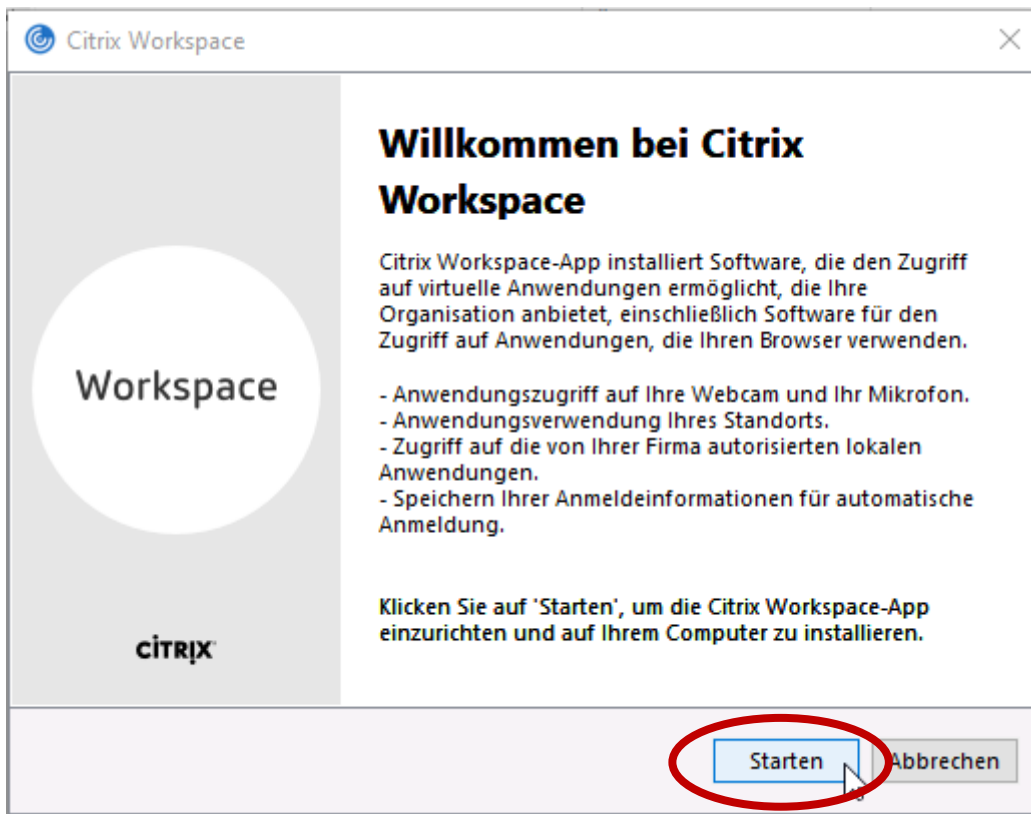 Citrix Workspace
Willkommen bei Citrix
Workspace
Citrix Workspace-App installiert Software, die den Zugriff
auf virtuelle Anwendungen ermöglicht, die Ihre
Organisation anbietet, einschließlich Software für den
Zugriff auf Anwendungen, die Ihren Browser verwenden.
- Anwendungszugriff auf Ihre Webcam und Ihr Mikrofon.
- Anwendungsverwendung Ihres Standorts.
- Zugriff auf die von Ihrer Firma autorisierten lokalen
Anwendungen.
- Speichern Ihrer Anmeldeinformationen für automatische
Anmeldung.
Klicken Sie auf 'Starten', um die Citrix Workspace-App
einzurichten und auf Ihrem Computer zu installieren.
Workspace
CITRIX
Starten
Abbrechen